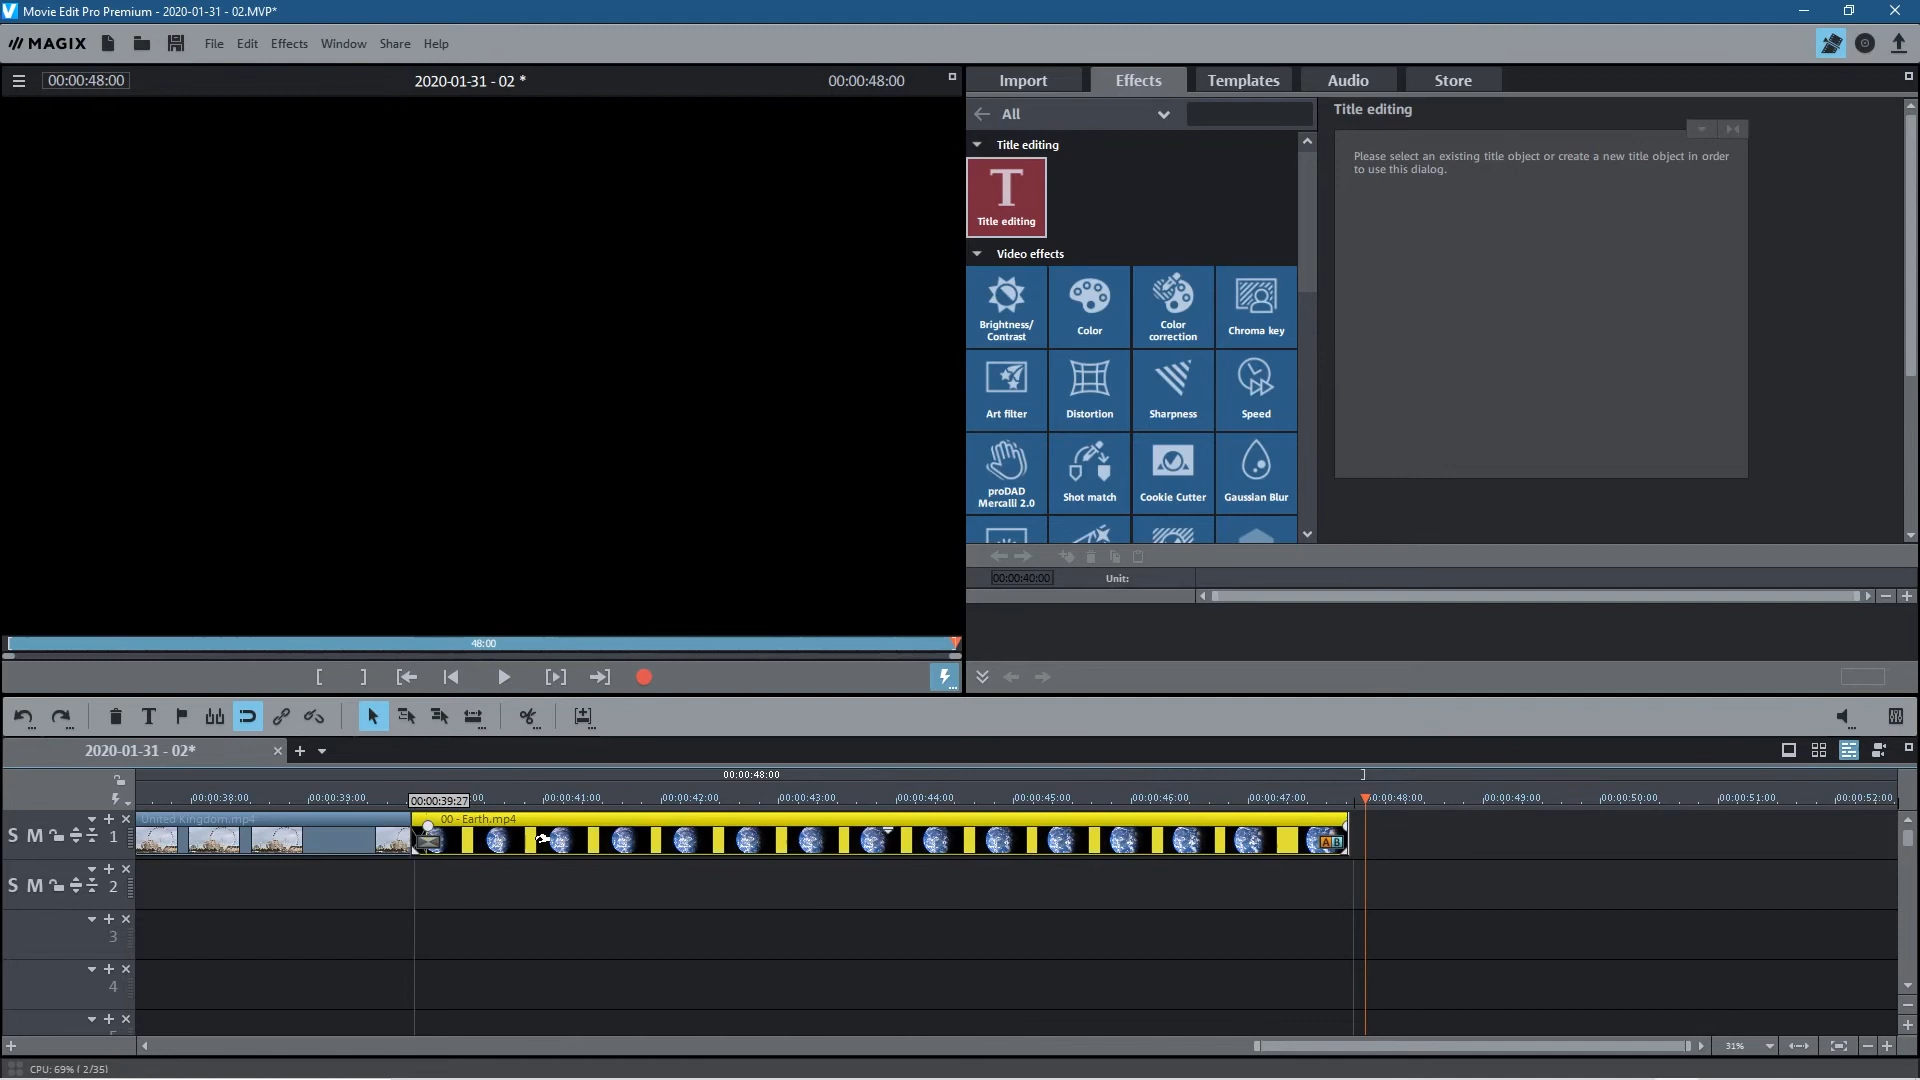 Movie Edit Pro Premium - 2020-01-31 - 02.MVP*
MAGIX File Edit Effects Window Share Help
00:00:48:00 2020-01-31 - 02 * 00:00:48:00
Import Effects Templates Audio Store
All
Title editing
Title editing
Title editing
Please select an existing title object or create a new title object in order
to use this dialog.
Video effects
Brightness/
Contrast
Color
Color
correction
Chroma key
Art filter
Distortion
Sharpness
Speed
proDAD
Mercalli 2.0
Shot match
Cookie Cutter
Gaussian Blur
00:00:40:00 Unit:
48:00
2020-01-31 - 02*
00:00:48:00
00:00:38:00 00:00:39:00 00:00:39:27 00:00:41:00 00:00:42:00 00:00:43:00 00:00:44:00 00:00:45:00 00:00:46:00 00:00:47:00 00:00:48:00 00:00:49:00 00:00:50:00 00:00:51:00 00:00:52:00
United Kingdom.mp4 00 - Earth.mp4
S M 1
A B
S M 2
3
4
31%
CPU: 69% ( 2/35)